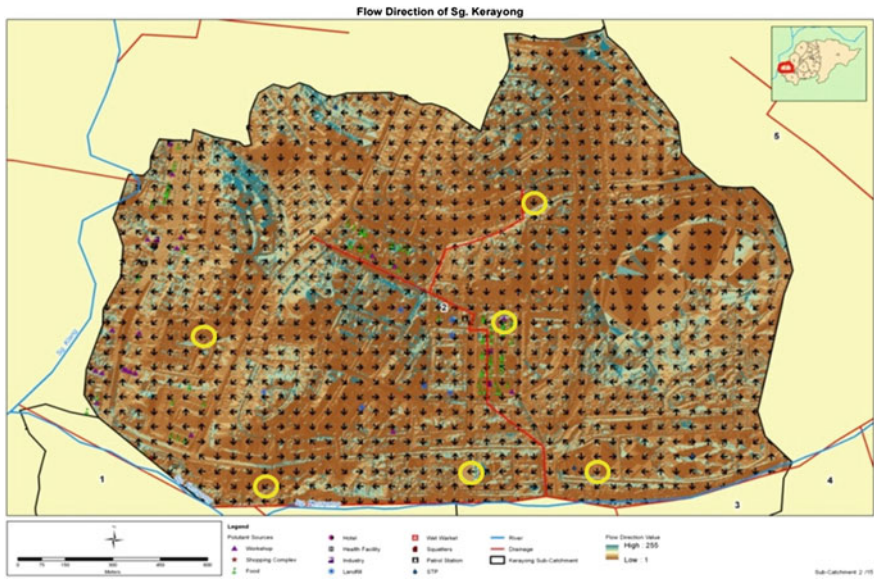 Flow Direction of Sg. Kerayong
5
2
Sg. Klang
1
3
4
Legend
Polutant Sources
Workshop
Shopping Complex
Food
Hotel
Health Facility
Industry
Landfill
Wet Market
Squatters
Patrol Station
STP
River
Drainage
Kerayong Sub-Catchment
Flow Direction Value
High : 255
Low : 1
Meters
Sub-Catchment 2 /15